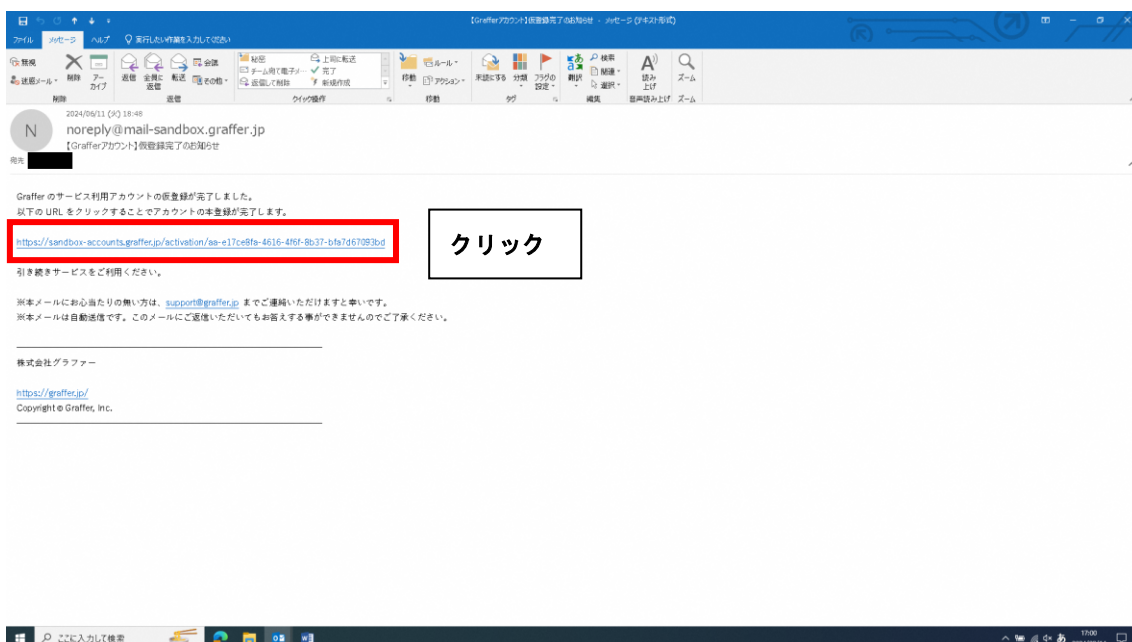 【Grafferアカウント】仮登録完了のお知らせ - メッセージ (テキスト形式)
ファイル メッセージ ヘルプ 実行したい作業を入力してください
無視 迷惑メール 削除 アーカイブ 返信 全員に返信 転送 会議 その他
秘密 上司に転送
チーム宛て電子メ… 完了
返信して削除 新規作成
移動 ルール アクション 未読にする 分類 フラグの設定 翻訳 検索 関連 選択 読み上げ ズーム
削除 返信 クイック操作 移動 タグ 編集 音声読み上げ ズーム
2024/06/11 (火) 18:48
N
noreply@mail-sandbox.graffer.jp
【Grafferアカウント】仮登録完了のお知らせ
宛先
Graffer のサービス利用アカウントの仮登録が完了しました。
以下の URL をクリックすることでアカウントの本登録が完了します。
https://sandbox-accounts.graffer.jp/activation/aa-e17ce8fa-4616-4f6f-8b37-bfa7d67093bd
クリック
引き続きサービスをご利用ください。
※本メールにお心当たりの無い方は、support@graffer.jp までご連絡いただけますと幸いです。
※本メールは自動送信です。このメールにご返信いただいてもお答えする事ができませんのでご了承ください。
株式会社グラファー
https://graffer.jp/
Copyright © Graffer, Inc.
ここに入力して検索
あ
17:00